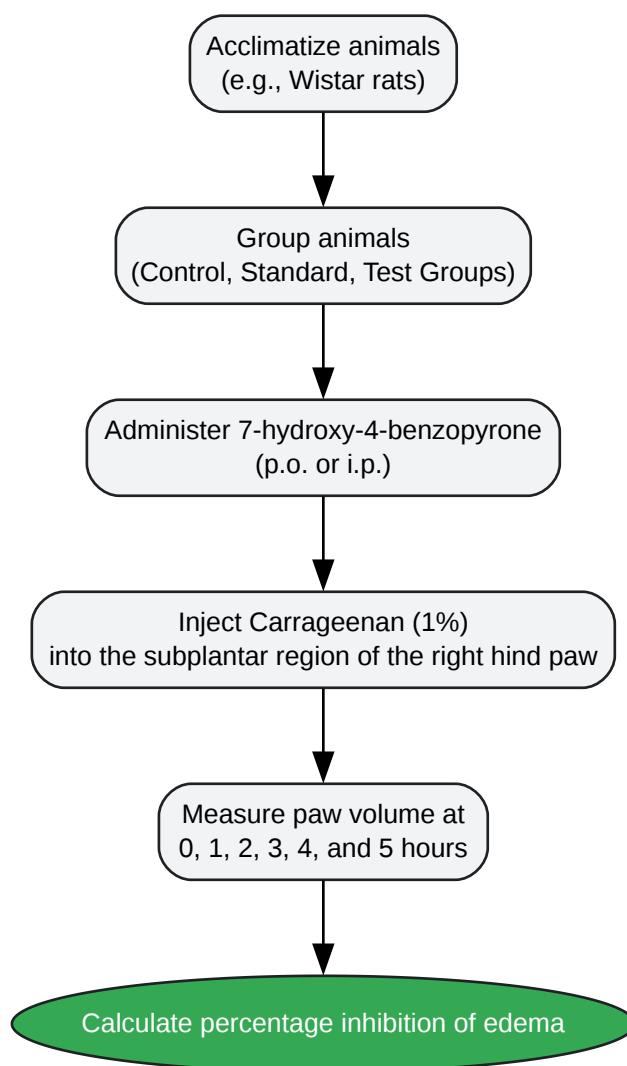 Acclimatize animals
(e.g., Wistar rats)
Group animals
(Control, Standard, Test Groups)
Administer 7-hydroxy-4-benzopyrone
(p.o. or i.p.)
Inject Carrageenan (1%)
into the subplantar region of the right hind paw
Measure paw volume at
0, 1, 2, 3, 4, and 5 hours
Calculate percentage inhibition of edema